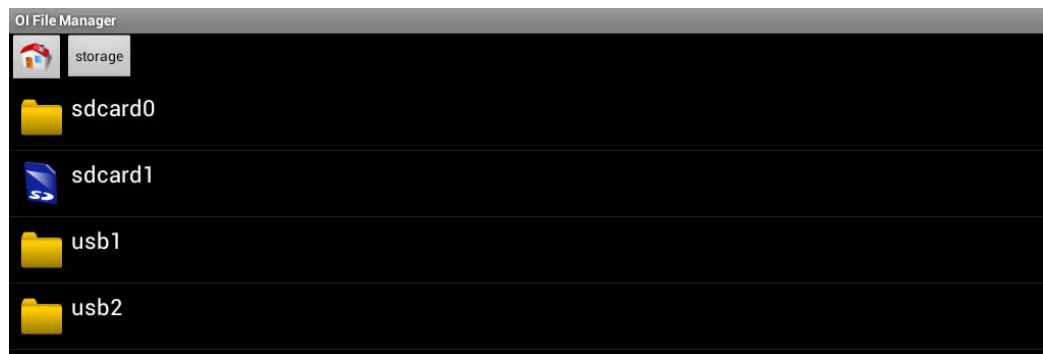 OI File Manager
storage
sdcard0
sdcard1
usb1
usb2